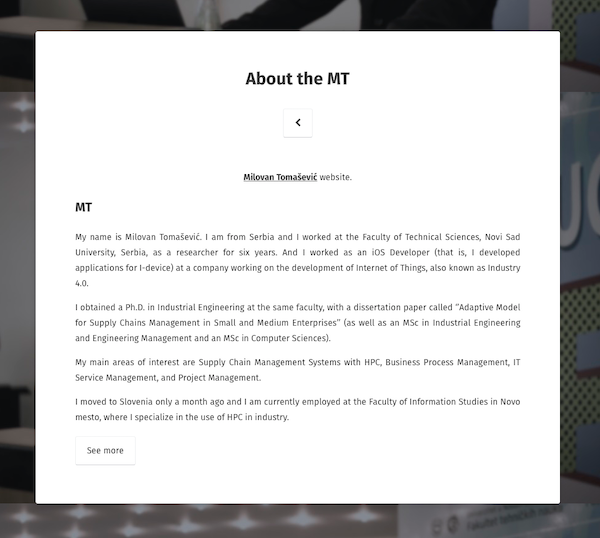 About the MT
Milovan Tomašević website.
MT
My name is Milovan Tomašević. I am from Serbia and I worked at the Faculty of Technical Sciences, Novi Sad
University, Serbia, as a researcher for six years. And I worked as an iOS Developer (that is, I developed
applications for I-device) at a company working on the development of Internet of Things, also known as Industry
4.0.
I obtained a Ph.D. in Industrial Engineering at the same faculty, with a dissertation paper called “Adaptive Model
for Supply Chains Management in Small and Medium Enterprises” (as well as an MSc in Industrial Engineering
and Engineering Management and an MSc in Computer Sciences).
My main areas of interest are Supply Chain Management Systems with HPC, Business Process Management, IT
Service Management, and Project Management.
I moved to Slovenia only a month ago and I am currently employed at the Faculty of Information Studies in Novo
mesto, where I specialize in the use of HPC in industry.
See more